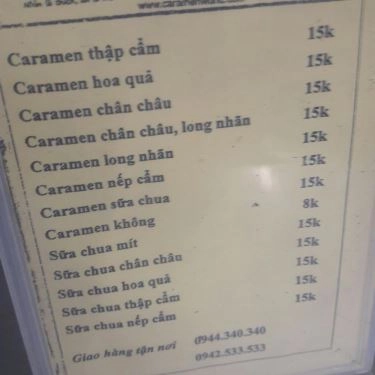 www.caramen
Caramen thập cẩm 15k
Caramen hoa quả 15k
Caramen chân châu 15k
Caramen chân châu, long nhãn 15k
Caramen long nhãn 15k
Caramen nếp cẩm 15k
Caramen sữa chua 15k
Caramen không 8k
Sữa chua mít 15k
Sữa chua chân châu 15k
Sữa chua hoa quả 15k
Sữa chua thập cẩm 15k
Sữa chua nếp cẩm 15k
Giao hàng tận nơi 0944.340.340
0942.533.533